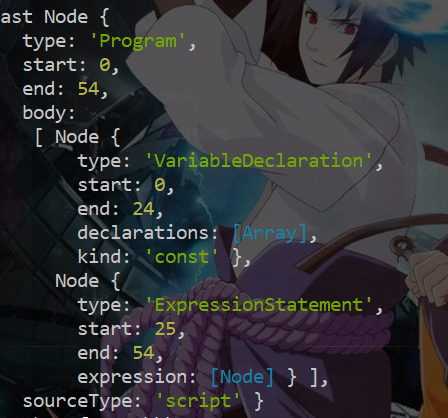 ast Node {
type: 'Program',
start: 0,
end: 54,
body:
[ Node {
type: 'VariableDeclaration',
start: 0,
end: 24,
declarations: [Array],
kind: 'const' },
Node {
type: 'ExpressionStatement',
start: 25,
end: 54,
expression: [Node] } ],
sourceType: 'script' }